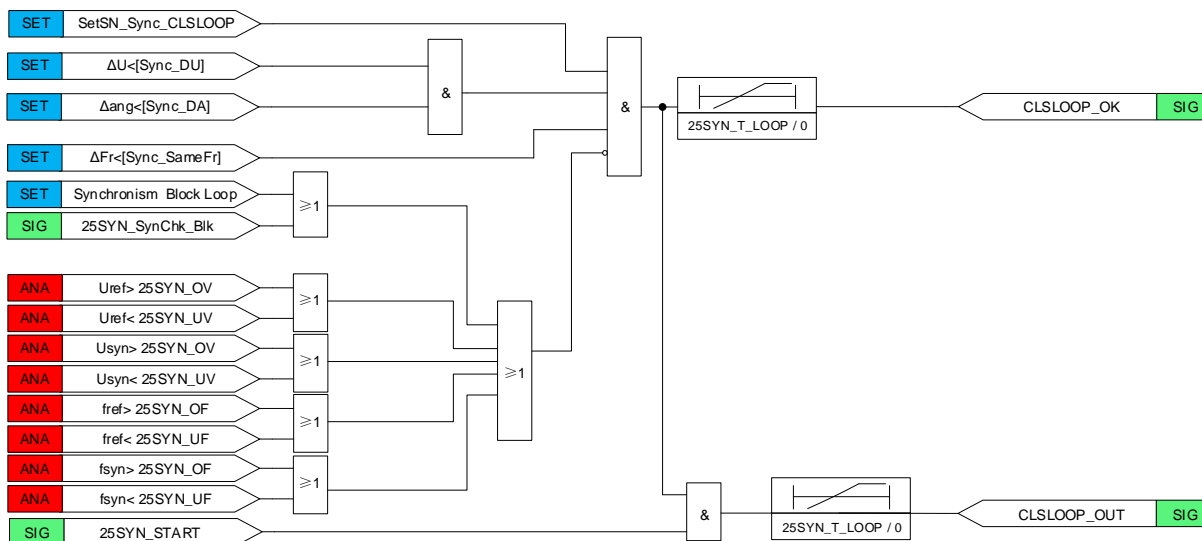 SET SetSN_Sync_CLSLOOP
SET ΔU<[Sync_DU]
&
SET Δang<[Sync_DA]
&
25SYN_T_LOOP / 0
CLSLOOP_OK SIG
SET ΔFr<[Sync_SameFr]
SET Synchronism Block Loop
≥1
SIG 25SYN_SynChk_Blk
ANA Uref> 25SYN_OV
≥1
ANA Uref< 25SYN_UV
ANA Usyn> 25SYN_OV
≥1
ANA Usyn< 25SYN_UV
≥1
ANA fref> 25SYN_OF
≥1
ANA fref< 25SYN_UF
ANA fsyn> 25SYN_OF
≥1
ANA fsyn< 25SYN_UF
SIG 25SYN_START
&
25SYN_T_LOOP / 0
CLSLOOP_OUT SIG